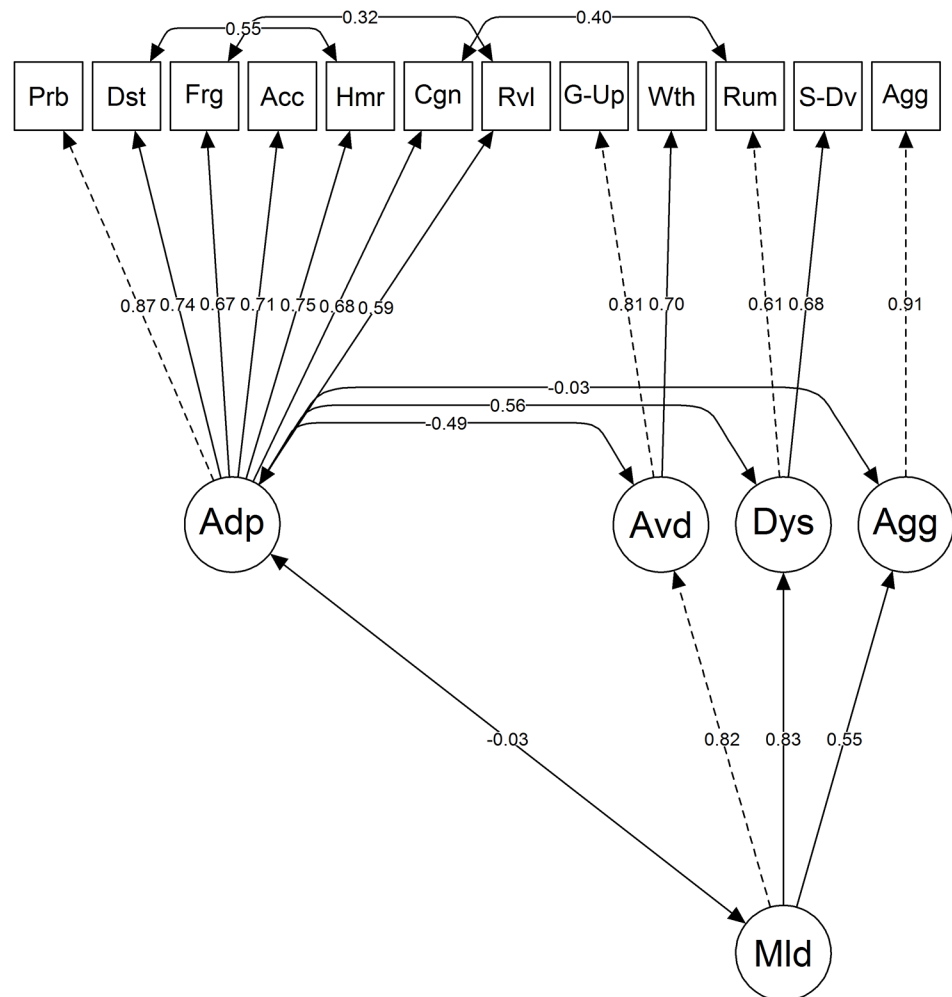 0.32
0.40
0.55
Prb Dst Frg Acc Hmr Cgn Rvl G-Up Wth Rum S-Dv Agg
0.87 0.74 0.67 0.71 0.75 0.68 0.59 0.81 0.70 0.61 0.68 0.91
-0.03
0.56
-0.49
Adp Avd Dys Agg
-0.03 0.82 0.83 0.55
Mld